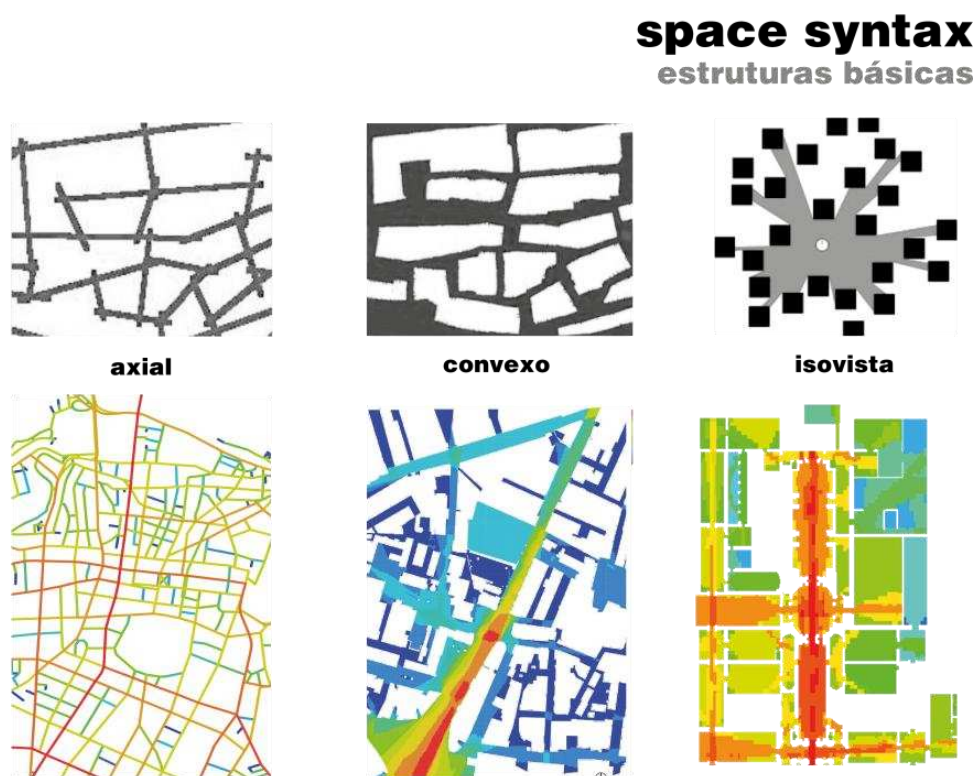 space syntax
estruturas básicas
axial
convexo
isovista